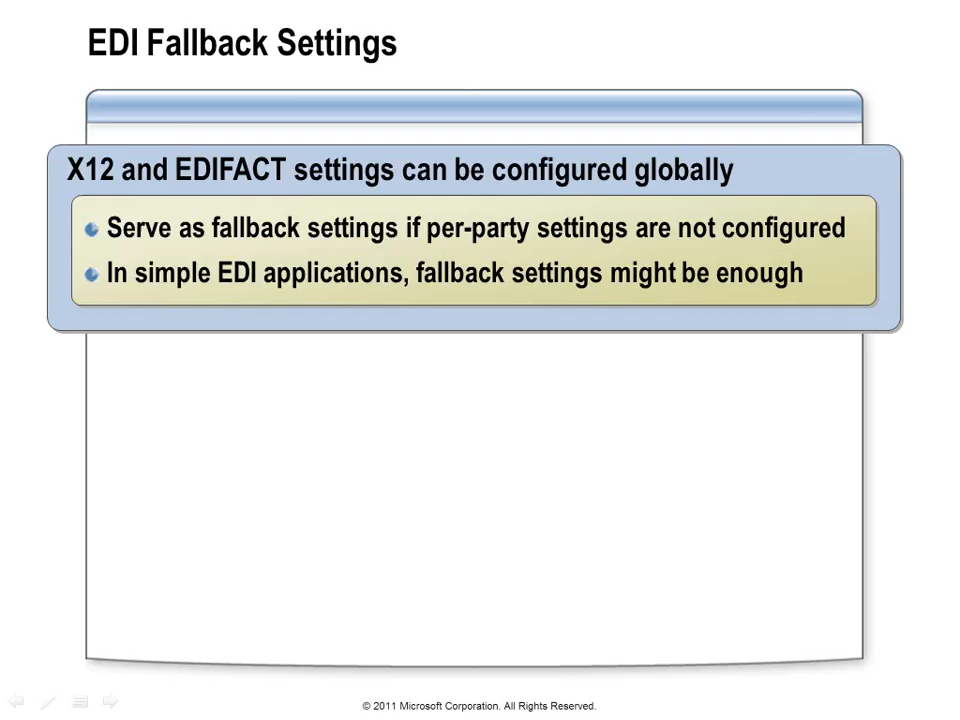 EDI Fallback Settings
X12 and EDIFACT settings can be configured globally
Serve as fallback settings if per-party settings are not configured
In simple EDI applications, fallback settings might be enough
© 2011 Microsoft Corporation. All Rights Reserved.